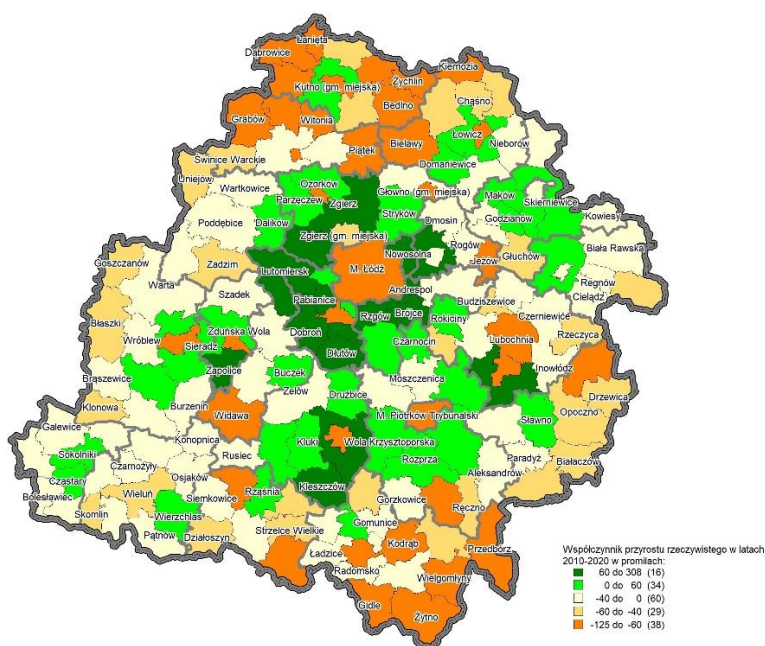 Łanięta
Dąbrowice
Kiernozia
Żychlin
Kutno (gm. miejska)
Bedlno
Chąśno
Grabów
Witonia
Łowicz
Piątek
Bielawy
Nieborów
Świnice Warckie
Domaniewice
Uniejów
Wartkowice
Ozorków
Głowno (gm. miejska)
Maków
Skierniewice
Parzęczew
Zgierz
Stryków
Dmosin
Godzianów
Kowiesy
Poddębice
Dalików
Zgierz (gm. miejska)
Nowosolna
Rogów
Biała Rawska
Goszczanów
Zadzim
Lutomiersk
M. Łódź
Jeżów
Głuchów
Regnów
Warta
Szadek
Pabianice
Andrespol
Budziszewice
Cielądz
Błaszki
Wróblew
Zduńska Wola
Rzgów
Brójce
Rokiciny
Czerniewice
Sieradz
Dobroń
Czarnocin
Lubochnia
Rzeczyca
Brąszewice
Zapolice
Dłutów
Inowłódz
Buczek
Moszczenica
Klonowa
Burzenin
Zelów
Drużbice
Drzewica
Widawa
M. Piotrków Trybunalski
Sławno
Opoczno
Galewice
Konopnica
Kluki
Wola Krzysztoporska
Sokolniki
Czarnożyły
Rusiec
Rozprza
Paradyż
Białaczów
Czastary
Osjaków
Aleksandrów
Bolesławiec
Wieluń
Siemkowice
Rząśnia
Kleszczów
Gorzkowice
Ręczno
Skomlin
Wierzchlas
Gomunice
Pątnów
Działoszyn
Strzelce Wielkie
Kodrąb
Przedbórz
Ładzice
Radomsko
Wielgomłyny
Gidle
Żytno
Współczynnik przyrostu rzeczywistego w latach
2010-2020 w promilach:
60 do 308 (16)
0 do 60 (34)
-40 do 0 (60)
-60 do -40 (29)
-125 do -60 (38)